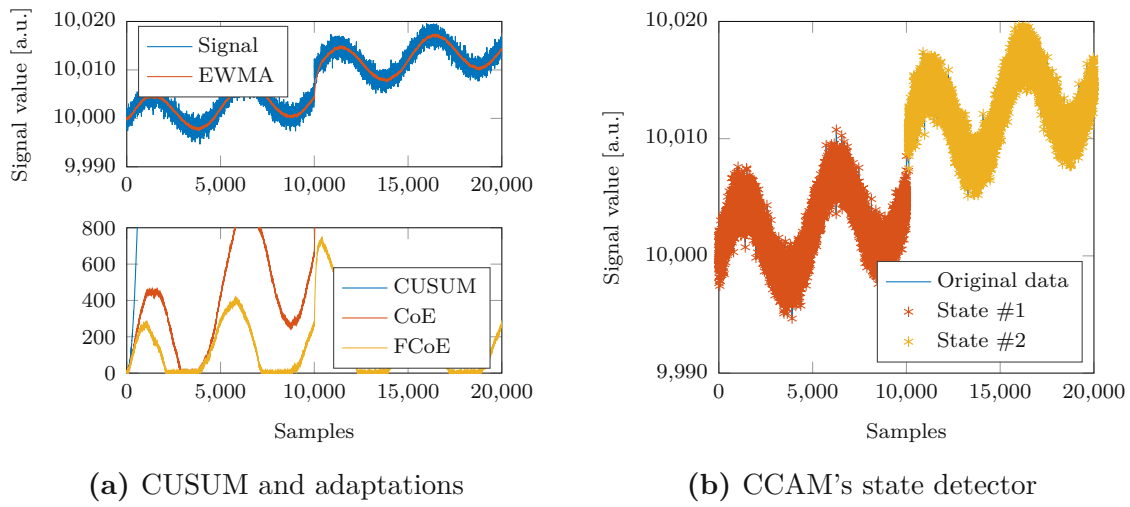 10,020
10,010
10,000
9,990
Signal value [a.u.]
Signal
EWMA
0 5,000 10,000 15,000 20,000
800
600
400
200
0
CUSUM
CoE
FCoE
0 5,000 10,000 15,000 20,000
Samples
(a) CUSUM and adaptations
10,020
10,010
10,000
9,990
Signal value [a.u.]
Original data
State #1
State #2
0 5,000 10,000 15,000 20,000
Samples
(b) CCAM's state detector